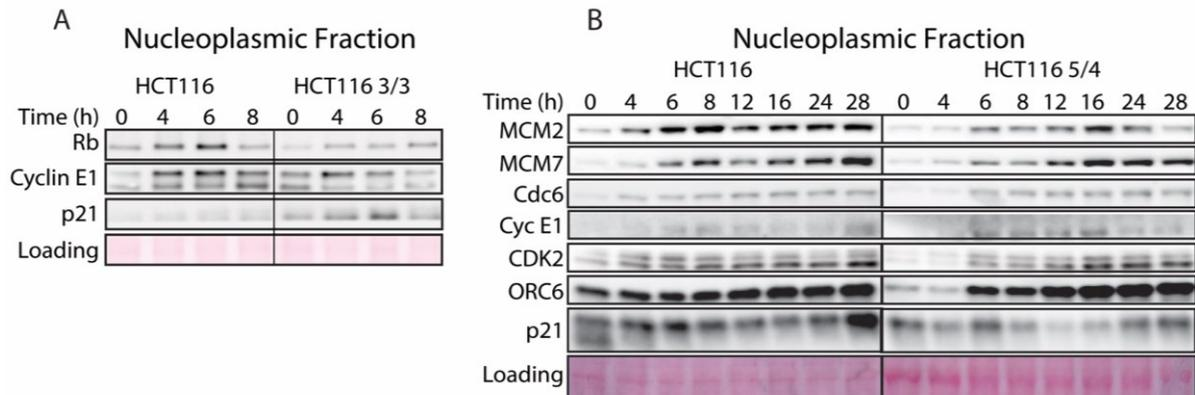 A
Nucleoplasmic Fraction
HCT116 HCT116 3/3
Time (h) 0 4 6 8 0 4 6 8
Rb
Cyclin E1
p21
Loading
B
Nucleoplasmic Fraction
HCT116 HCT116 5/4
Time (h) 0 4 6 8 12 16 24 28 0 4 6 8 12 16 24 28
MCM2
MCM7
Cdc6
Cyc E1
CDK2
ORC6
p21
Loading